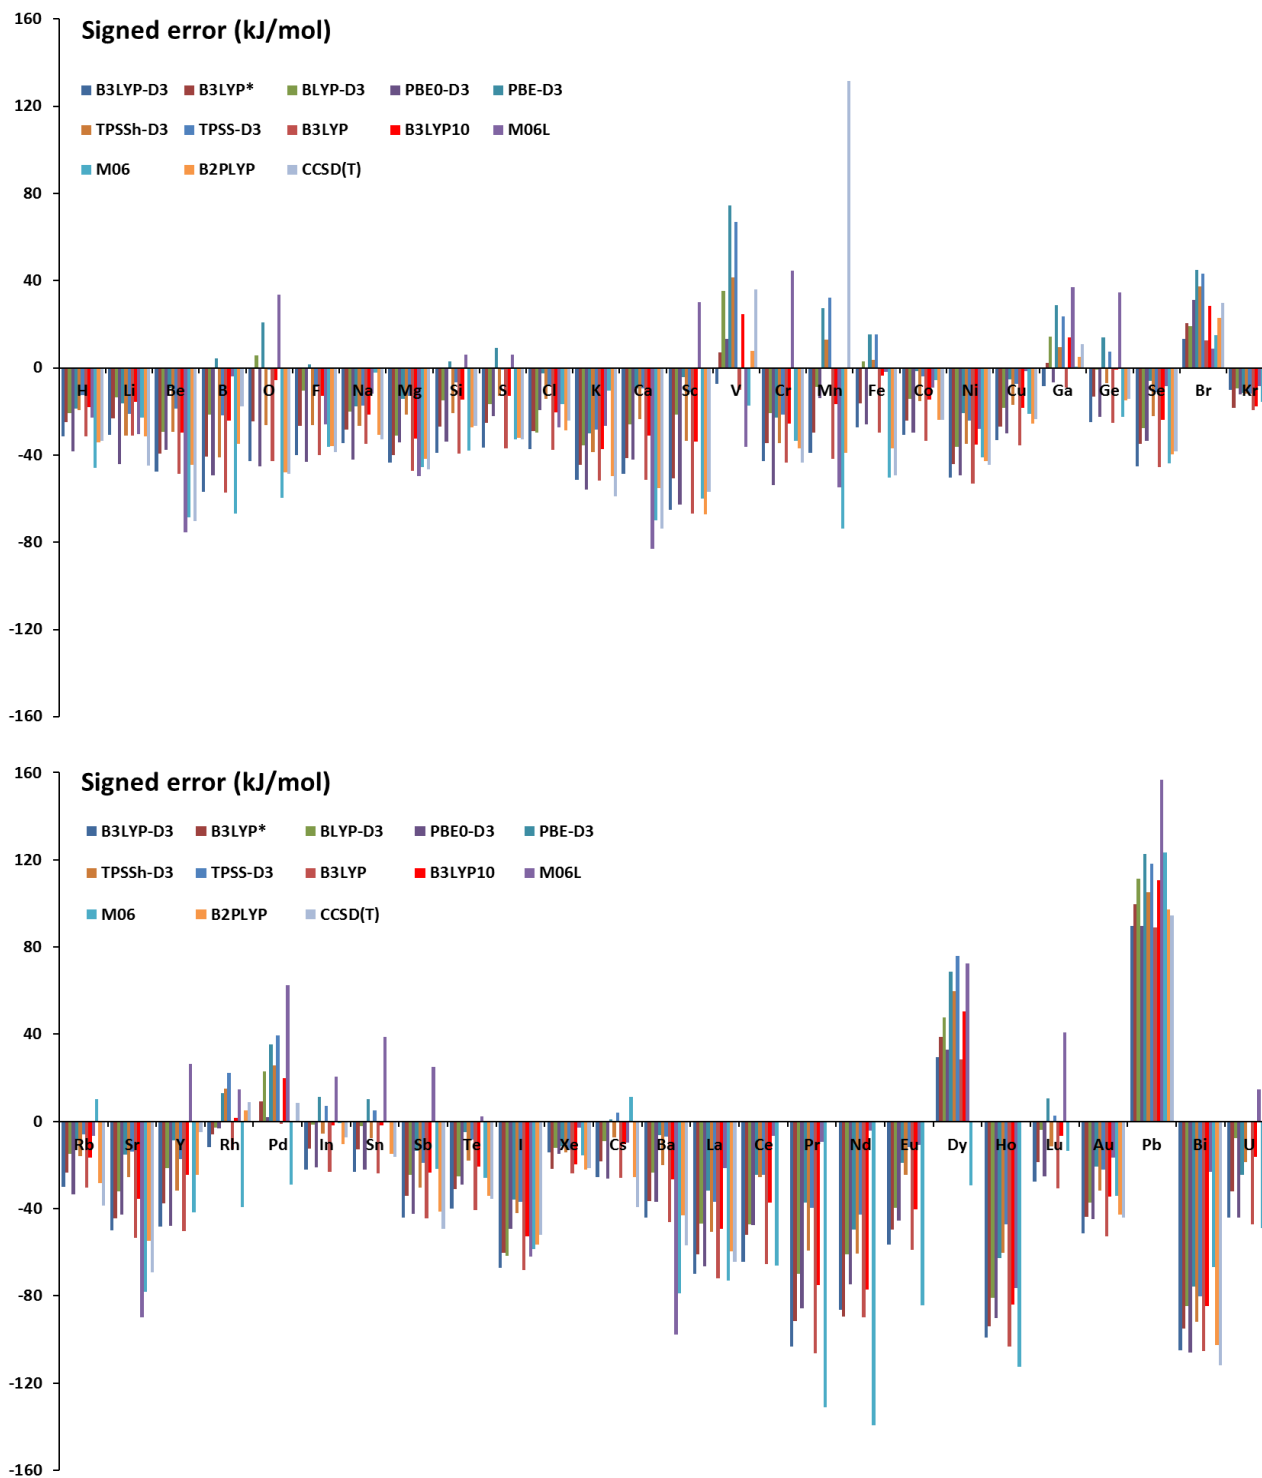 160
Signed error (kJ/mol)
B3LYP-D3 B3LYP* BLYP-D3 PBE0-D3 PBE-D3
120
TPSSh-D3 TPSS-D3 B3LYP B3LYP10 M06L
M06 B2PLYP CCSD(T)
80
40
0
H Li Be B O F Na Mg Si S Cl K Ca Sc V Cr Mn Fe Co Ni Cu Ga Ge Se Br Kr
-40
-80
-120
-160
160
Signed error (kJ/mol)
B3LYP-D3 B3LYP* BLYP-D3 PBE0-D3 PBE-D3
120
TPSSh-D3 TPSS-D3 B3LYP B3LYP10 M06L
M06 B2PLYP CCSD(T)
80
40
0
Rb Sr Y Rh Pd In Sn Sb Te I Xe Cs Ba La Ce Pr Nd Eu Dy Ho Lu Au Pb Bi U
-40
-80
-120
-160